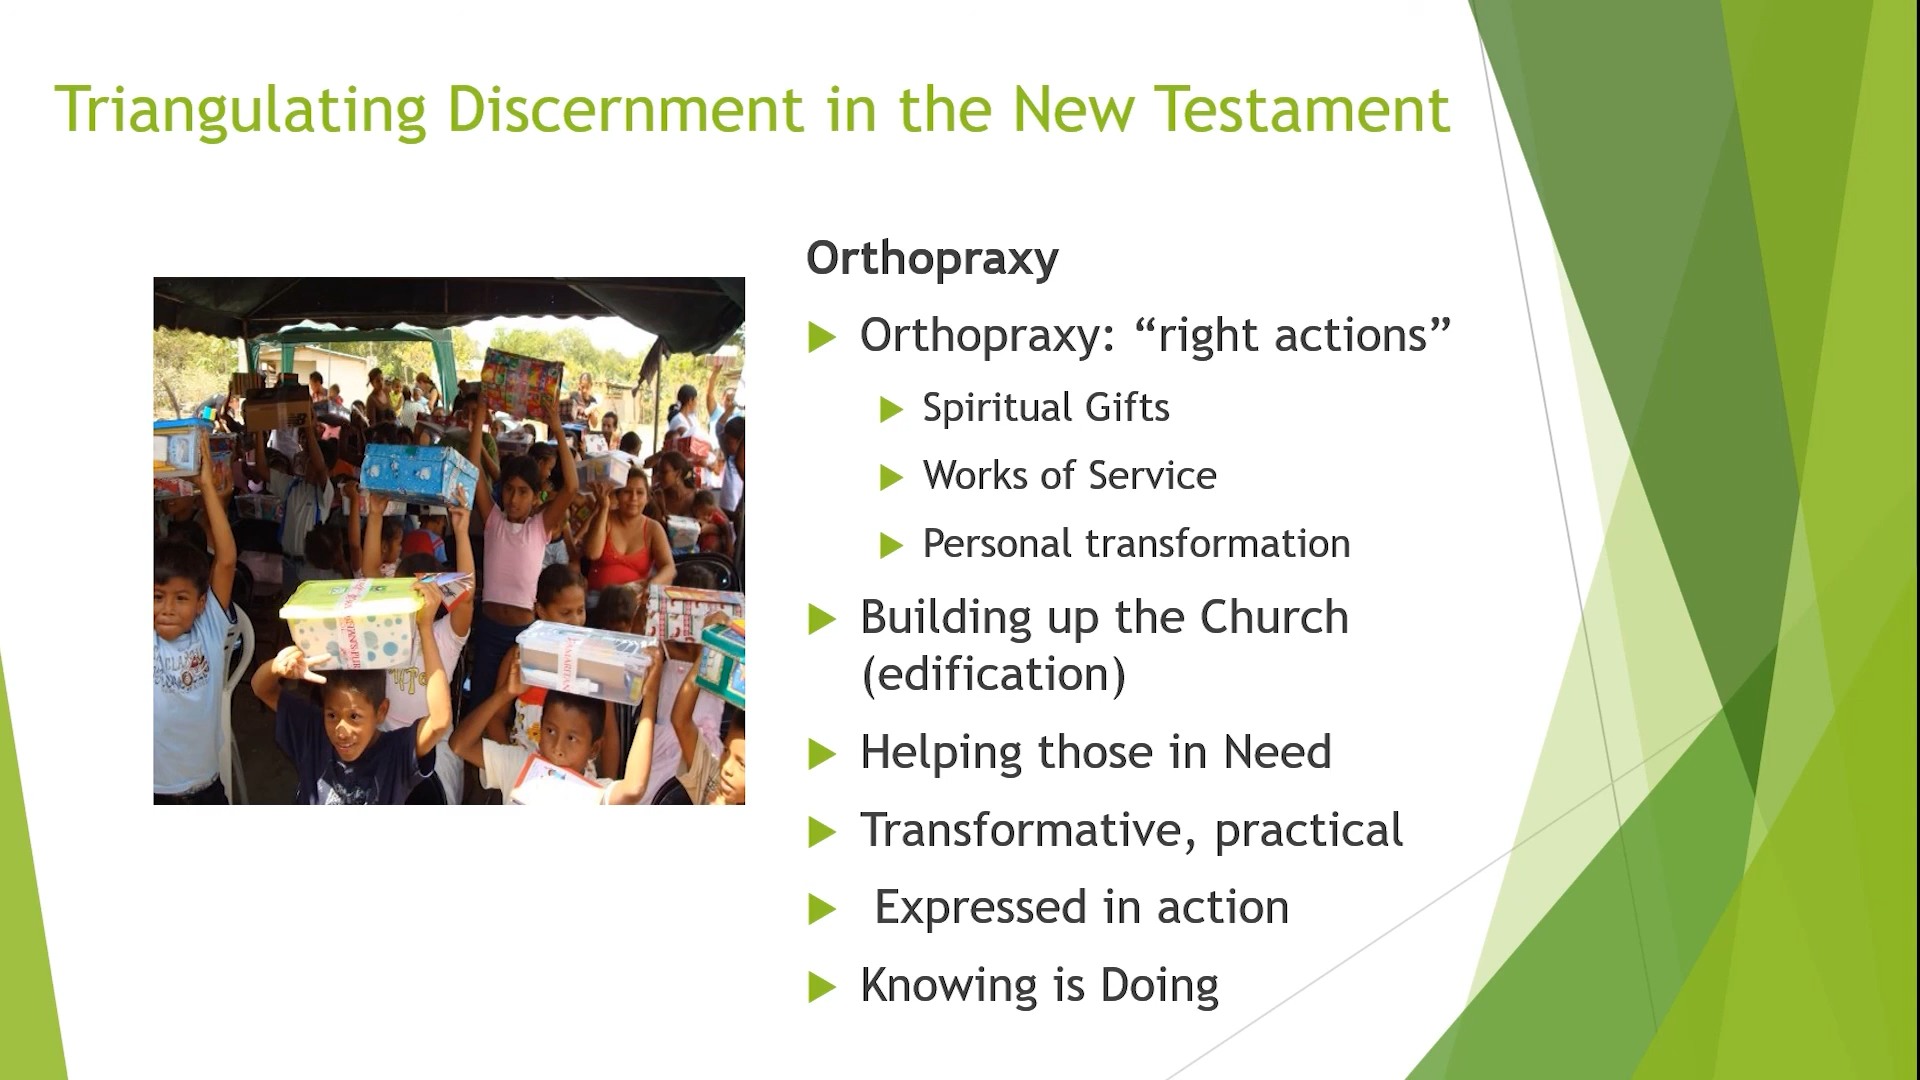 Triangulating Discernment in the New Testament
Orthopraxy
Orthopraxy: “right actions”
Spiritual Gifts
Works of Service
Personal transformation
Building up the Church
(edification)
Helping those in Need
Transformative, practical
Expressed in action
Knowing is Doing